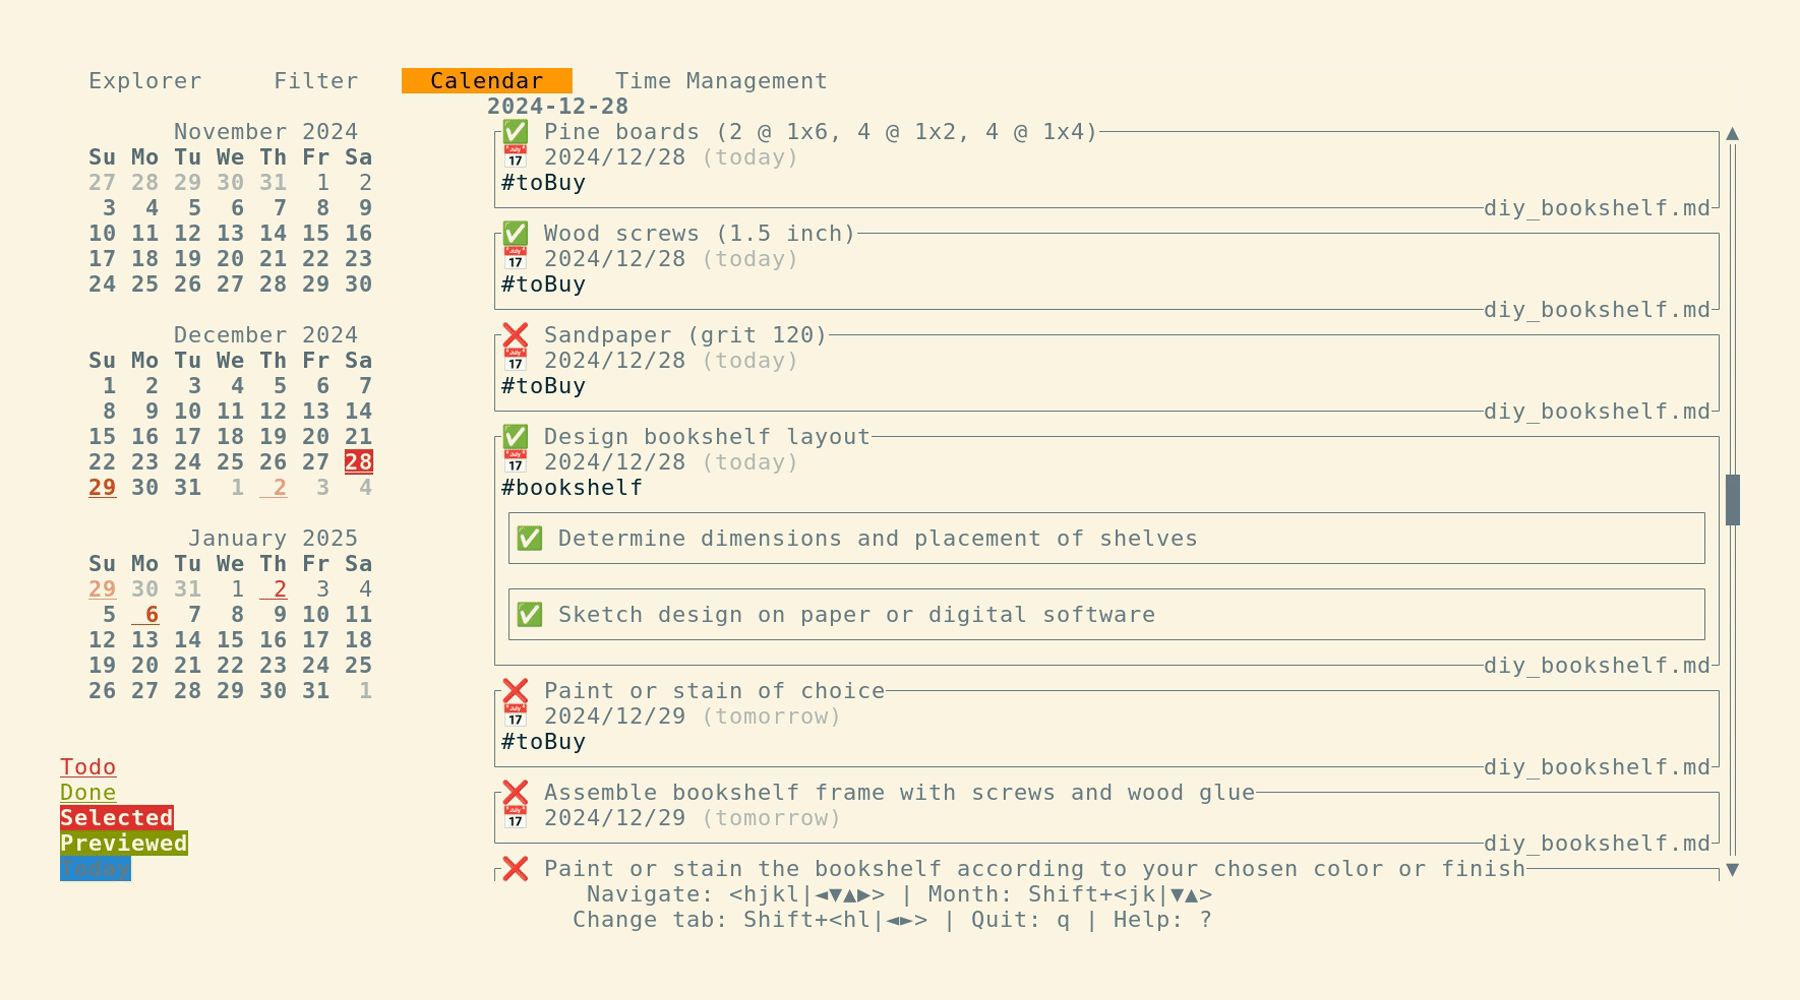 Explorer Filter Calendar Time Management
2024-12-28
November 2024
Su Mo Tu We Th Fr Sa
27 28 29 30 31 1 2
3 4 5 6 7 8 9
10 11 12 13 14 15 16
17 18 19 20 21 22 23
24 25 26 27 28 29 30
December 2024
Su Mo Tu We Th Fr Sa
1 2 3 4 5 6 7
8 9 10 11 12 13 14
15 16 17 18 19 20 21
22 23 24 25 26 27 28
29 30 31 1 2 3 4
January 2025
Su Mo Tu We Th Fr Sa
29 30 31 1 2 3 4
5 6 7 8 9 10 11
12 13 14 15 16 17 18
19 20 21 22 23 24 25
26 27 28 29 30 31 1
Todo
Done
Selected
Previewed
Today
✅ Pine boards (2 @ 1x6, 4 @ 1x2, 4 @ 1x4)
📅 2024/12/28 (today)
#toBuy
diy_bookshelf.md
✅ Wood screws (1.5 inch)
📅 2024/12/28 (today)
#toBuy
diy_bookshelf.md
❌ Sandpaper (grit 120)
📅 2024/12/28 (today)
#toBuy
diy_bookshelf.md
✅ Design bookshelf layout
📅 2024/12/28 (today)
#bookshelf
✅ Determine dimensions and placement of shelves
✅ Sketch design on paper or digital software
diy_bookshelf.md
❌ Paint or stain of choice
📅 2024/12/29 (tomorrow)
#toBuy
diy_bookshelf.md
❌ Assemble bookshelf frame with screws and wood glue
📅 2024/12/29 (tomorrow)
diy_bookshelf.md
❌ Paint or stain the bookshelf according to your chosen color or finish
Navigate: <hjkl|◄▼▲▶> | Month: Shift+<jk|▼▲>
Change tab: Shift+<hl|◄►> | Quit: q | Help: ?